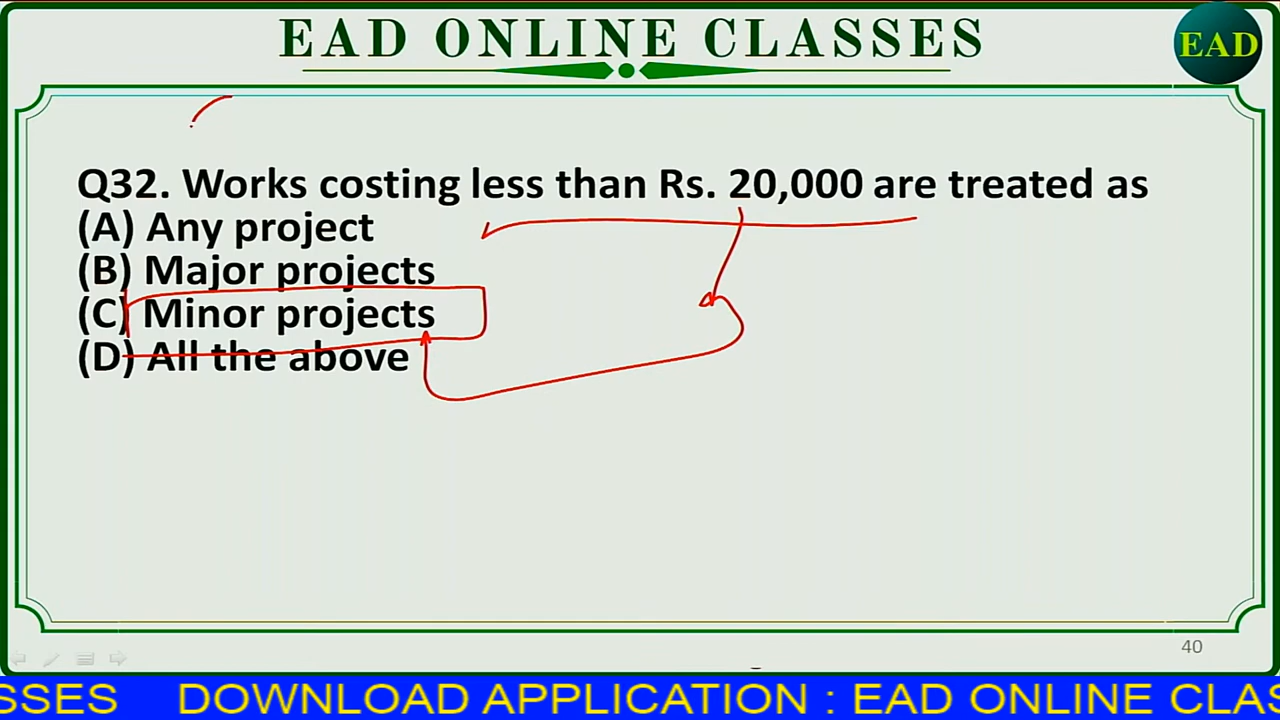 EAD ONLINE CLASSES
EAD
Q32. Works costing less than Rs. 20,000 are treated as
(A) Any project
(B) Major projects
(C) Minor projects
(D) All the above
40
SSES DOWNLOAD APPLICATION : EAD ONLINE CLAS